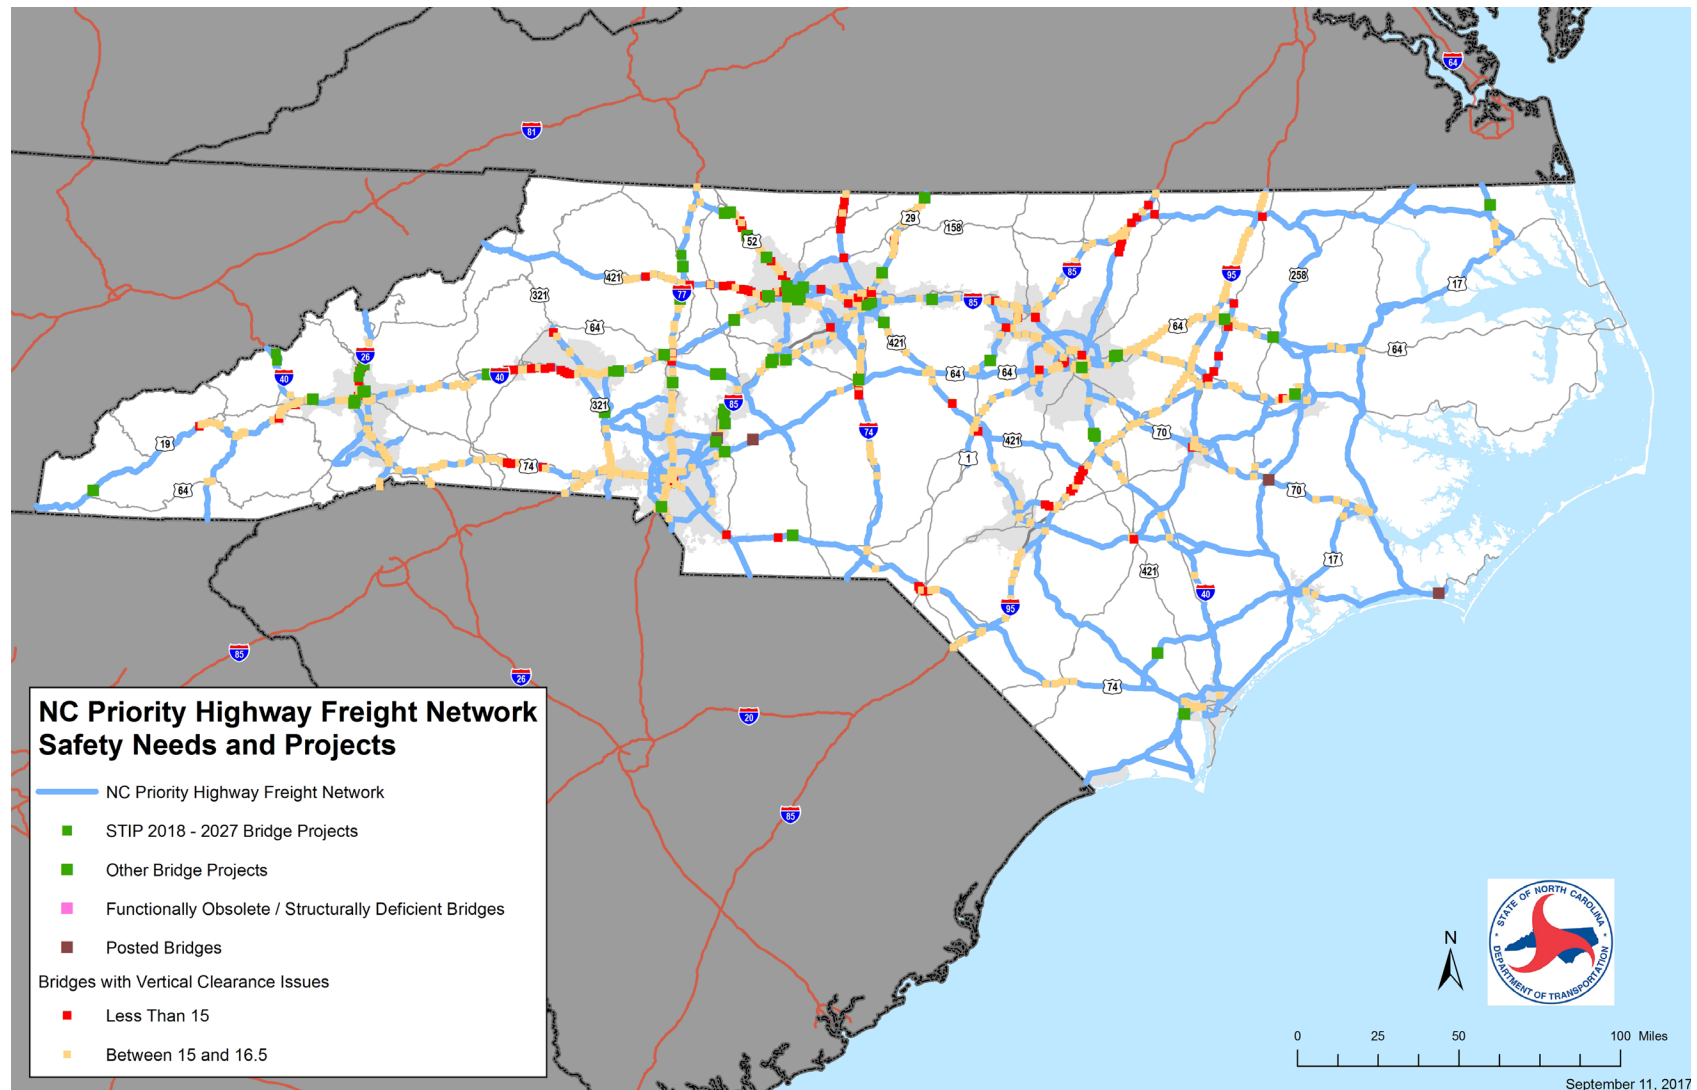 64
81
29
158
52
85
95
258
421
17
321
77
85
64
64
421
64
26
40
40
64
64
85
321
74
19
421
70
1
74
64
70
17
421
40
95
85
26
74
20
85
NC Priority Highway Freight Network
Safety Needs and Projects
NC Priority Highway Freight Network
STIP 2018 - 2027 Bridge Projects
Other Bridge Projects
Functionally Obsolete / Structurally Deficient Bridges
Posted Bridges
Bridges with Vertical Clearance Issues
Less Than 15
Between 15 and 16.5
N
STATE OF NORTH CAROLINA
DEPARTMENT OF TRANSPORTATION
0 25 50 100 Miles
September 11, 2017